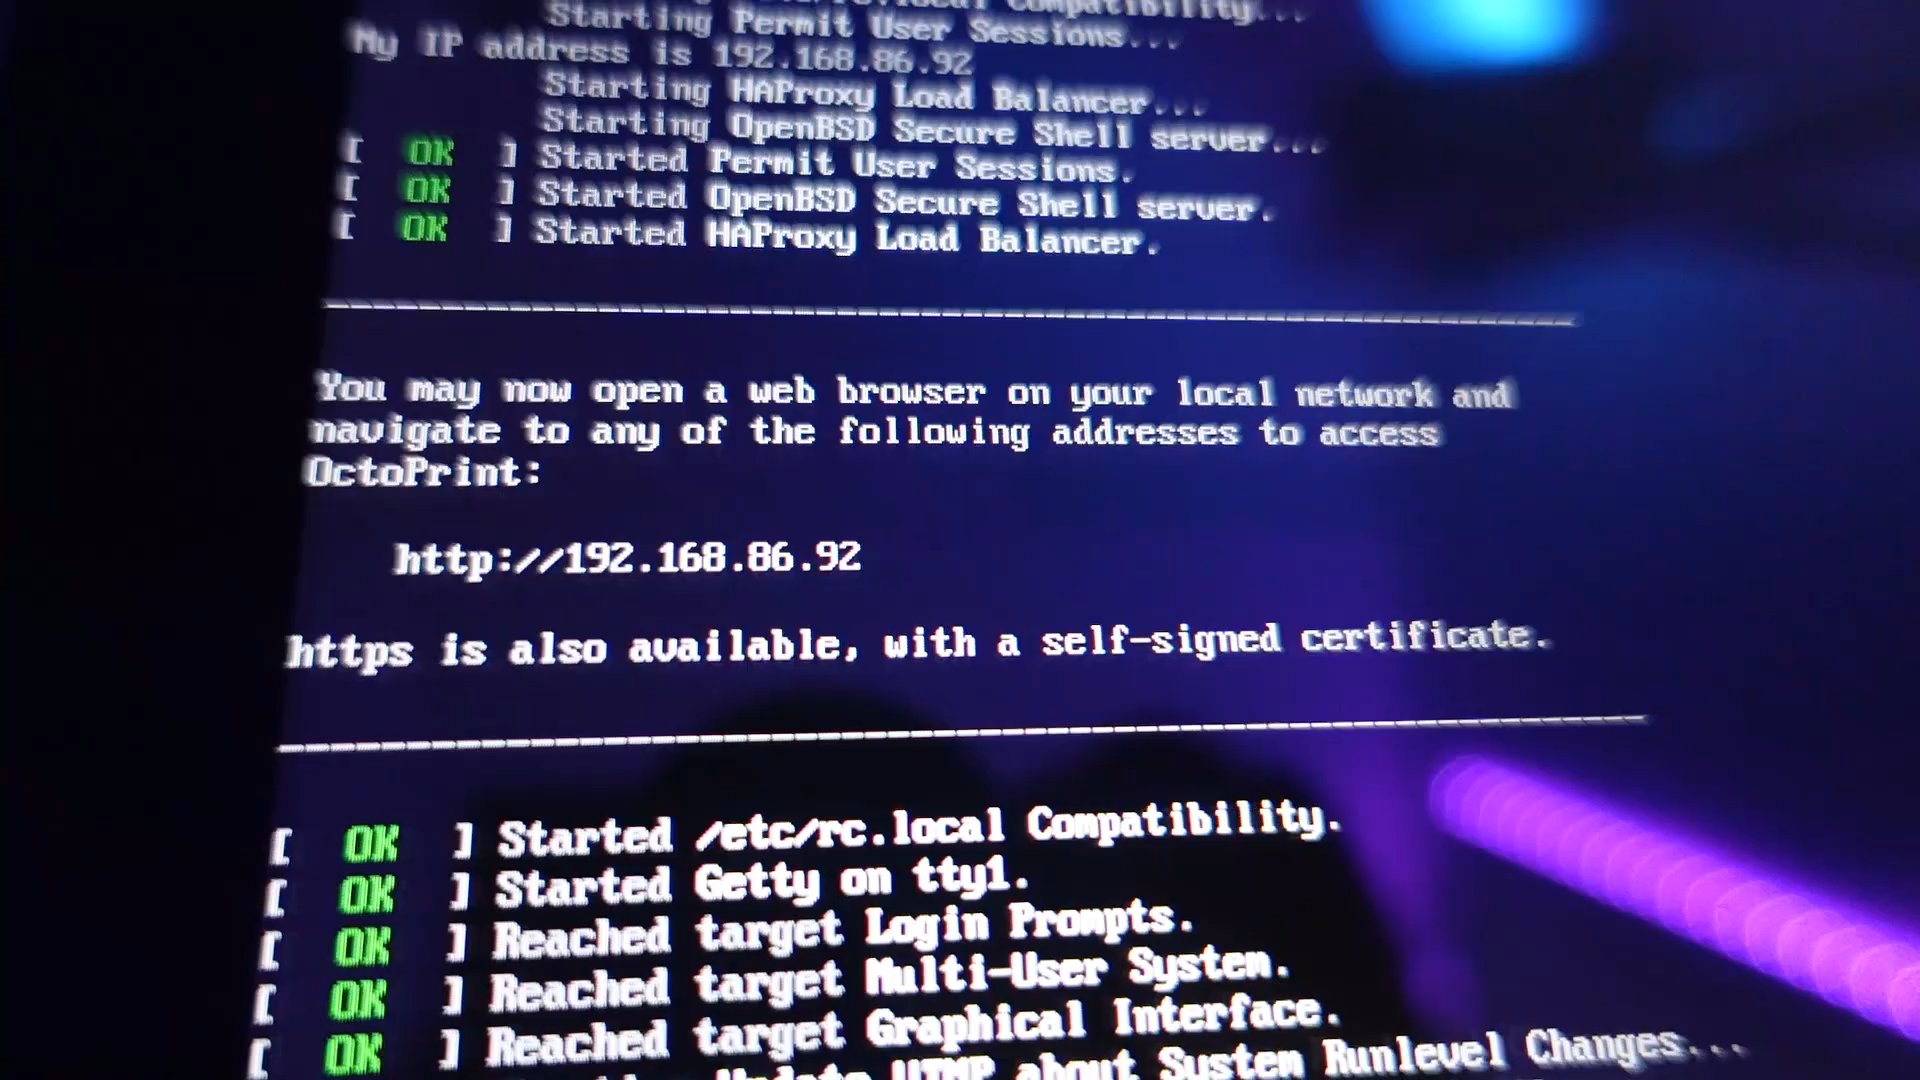 Compatibility...
Starting Permit User Sessions...
My IP address is 192.168.86.92
Starting HAProxy Load Balancer...
Starting OpenBSD Secure Shell server...
[ OK ] Started Permit User Sessions.
[ OK ] Started OpenBSD Secure Shell server.
[ OK ] Started HAProxy Load Balancer.
You may now open a web browser on your local network and
navigate to any of the following addresses to access
OctoPrint:
http://192.168.86.92
https is also available, with a self-signed certificate.
[ OK ] Started /etc/rc.local Compatibility.
[ OK ] Started Getty on tty1.
[ OK ] Reached target Login Prompts.
[ OK ] Reached target Multi-User System.
[ OK ] Reached target Graphical Interface.
Update UTMP about System Runlevel Changes...